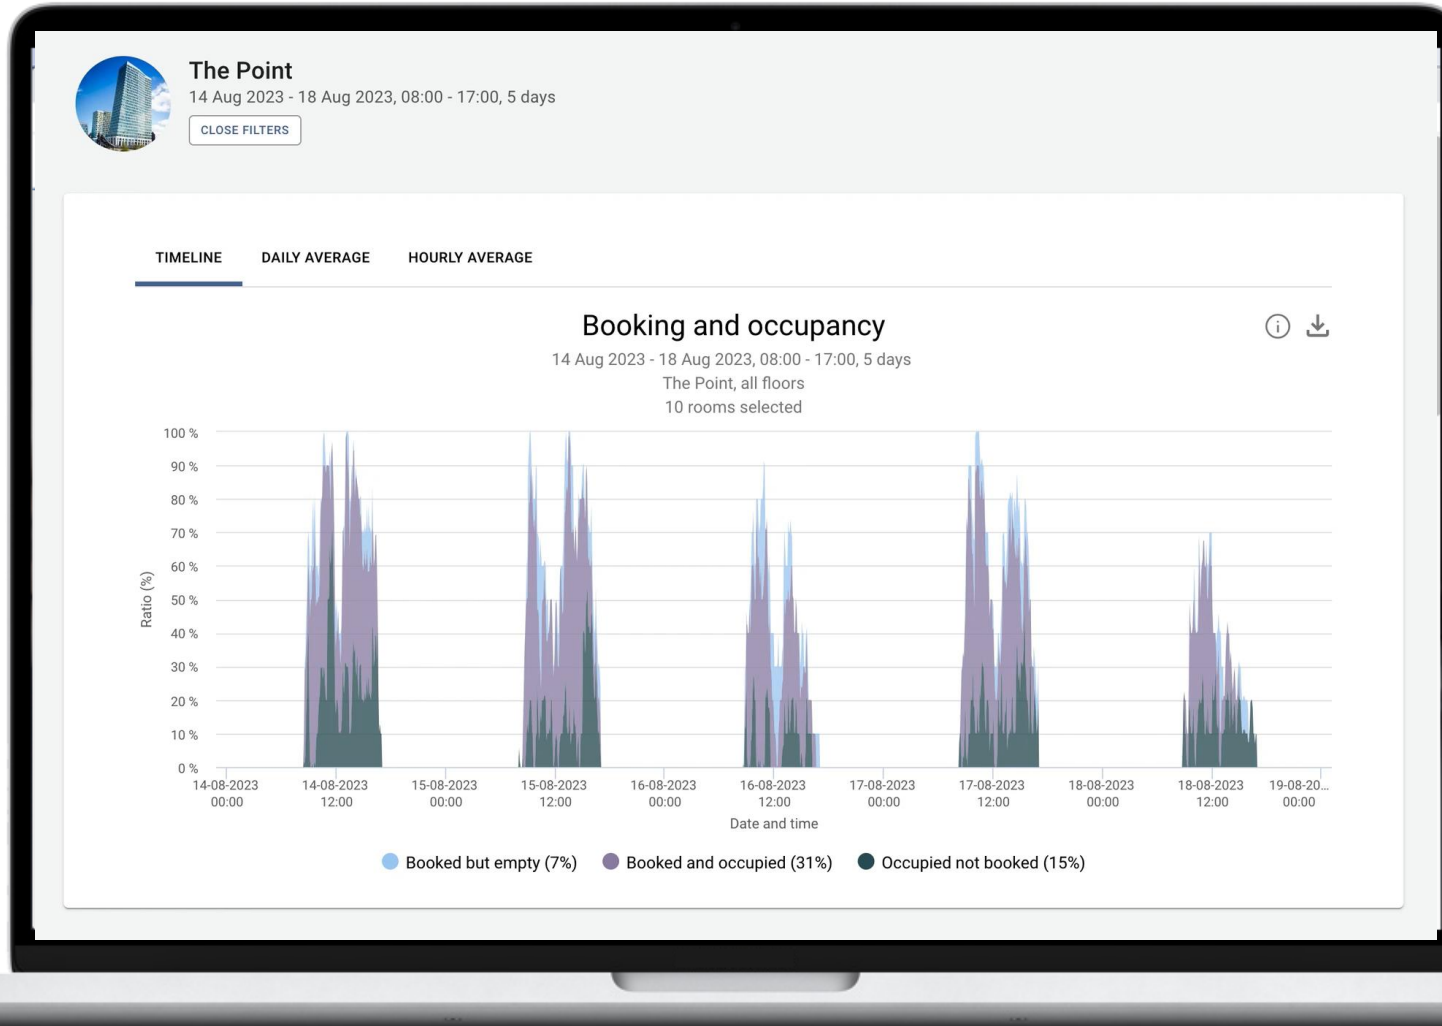 The Point
14 Aug 2023 - 18 Aug 2023, 08:00 - 17:00, 5 days
CLOSE FILTERS
TIMELINE
DAILY AVERAGE
HOURLY AVERAGE
Booking and occupancy
14 Aug 2023 - 18 Aug 2023, 08:00 - 17:00, 5 days
The Point, all floors
10 rooms selected
100 %
90 %
80 %
70 %
60 %
50 %
40 %
30 %
20 %
10 %
0 %
Ratio (%)
14-08-2023
00:00
14-08-2023
12:00
15-08-2023
00:00
15-08-2023
12:00
16-08-2023
00:00
16-08-2023
12:00
17-08-2023
00:00
17-08-2023
12:00
18-08-2023
00:00
18-08-2023
12:00
19-08-20...
00:00
Date and time
Booked but empty (7%)
Booked and occupied (31%)
Occupied not booked (15%)